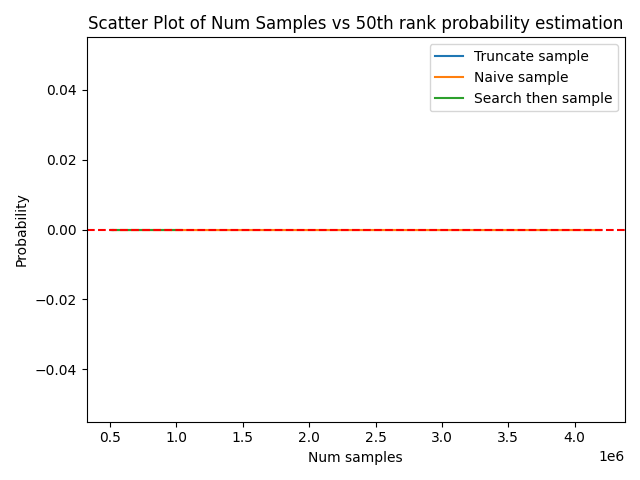 Scatter Plot of Num Samples vs 50th rank probability estimation
Truncate sample
Naive sample
Search then sample
0.04
0.02
0.00
−0.02
−0.04
Probability
0.5 1.0 1.5 2.0 2.5 3.0 3.5 4.0
1e6
Num samples